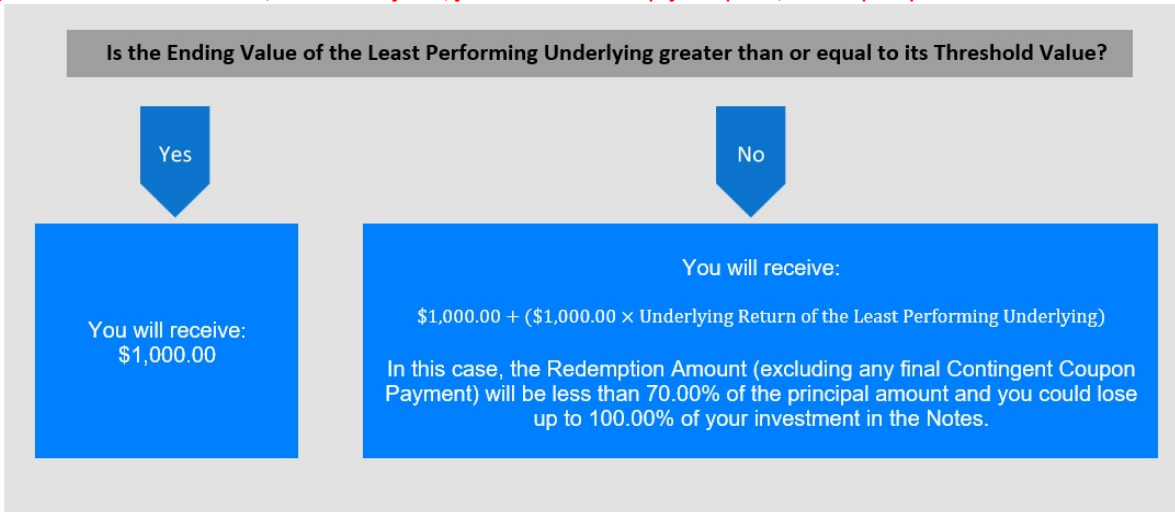 Is the Ending Value of the Least Performing Underlying greater than or equal to its Threshold Value?
Yes
No
You will receive:
$1,000.00
You will receive:
$1,000.00 + ($1,000.00 × Underlying Return of the Least Performing Underlying)
In this case, the Redemption Amount (excluding any final Contingent Coupon
Payment) will be less than 70.00% of the principal amount and you could lose
up to 100.00% of your investment in the Notes.